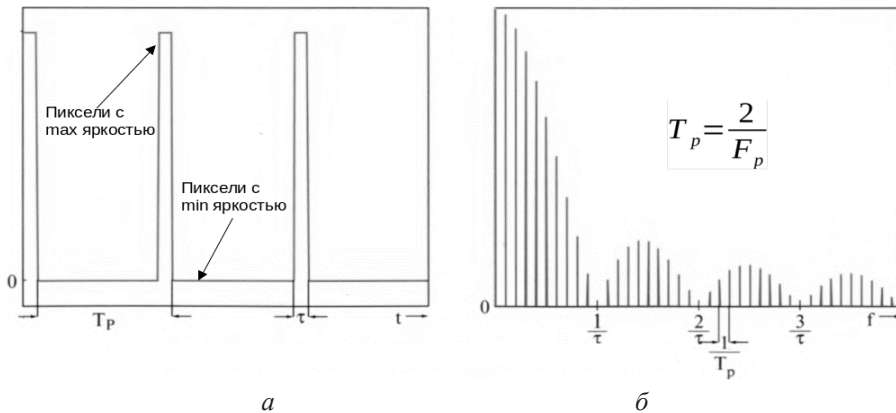 Пиксели с
max яркостью
Пиксели с
min яркостью
0
T_P
τ
t
а
T_p = 2/F_p
0
1/τ
2/τ
3/τ
f
1/T_p
б